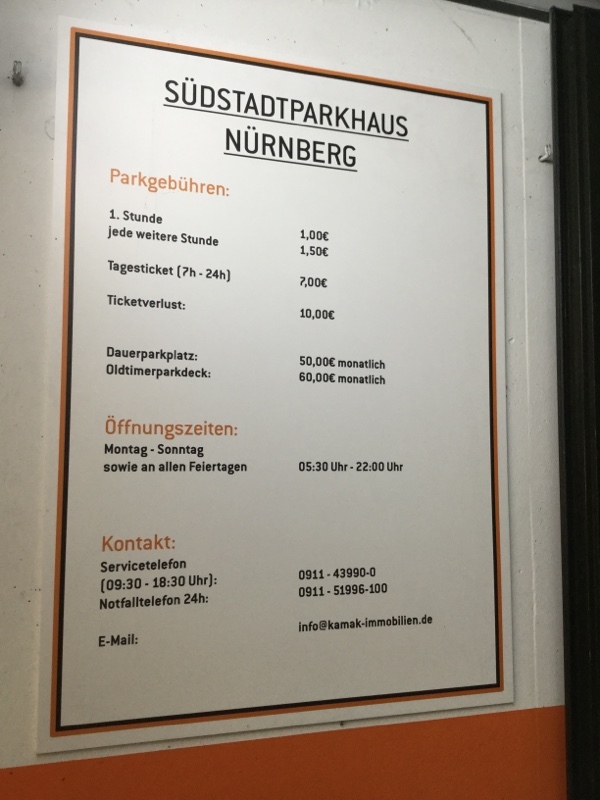 SÜDSTADTPARKHAUS
NÜRNBERG
Parkgebühren:
1. Stunde 1,00€
jede weitere Stunde 1,50€
Tagesticket (7h - 24h) 7,00€
Ticketverlust: 10,00€
Dauerparkplatz: 50,00€ monatlich
Oldtimerparkdeck: 60,00€ monatlich
Öffnungszeiten:
Montag - Sonntag
sowie an allen Feiertagen 05:30 Uhr - 22:00 Uhr
Kontakt:
Servicetelefon
(09:30 - 18:30 Uhr): 0911 - 43990-0
Notfalltelefon 24h: 0911 - 51996-100
E-Mail: info@kamak-immobilien.de